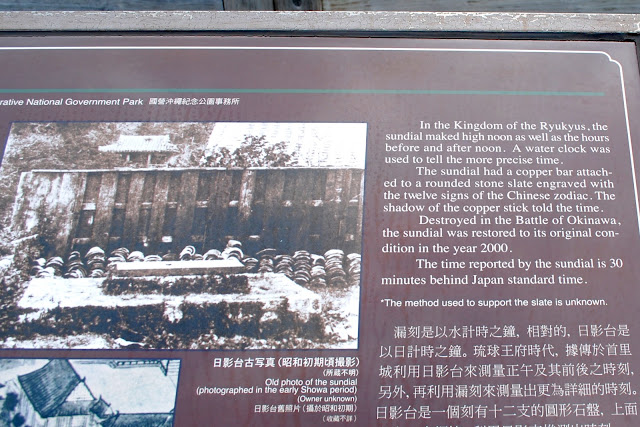 rative National Government Park 國營沖繩紀念公園事務所
In the Kingdom of the Ryukyus, the
sundial maked high noon as well as the hours
before and after noon. A water clock was
used to tell the more precise time.
The sundial had a copper bar attach-
ed to a rounded stone slate engraved with
the twelve signs of the Chinese zodiac. The
shadow of the copper stick told the time.
Destroyed in the Battle of Okinawa,
the sundial was restored to its original con-
dition in the year 2000.
The time reported by the sundial is 30
minutes behind Japan standard time.
*The method used to support the slate is unknown.
日影台古写真(昭和初期頃撮影)
(所蔵不明)
Old photo of the sundial
(photographed in the early Showa period)
(Owner unknown)
日影台舊照片(攝於昭和初期)
(收藏不詳)
漏刻是以水計時之鐘,相對的,日影台是
以日計時之鐘。琉球王府時代,據傳於首里
城利用日影台來測量正午及其前後之時刻,
另外,再利用漏刻來測量出更為詳細的時刻。
日影台是一個刻有十二支的圓形石盤,上面